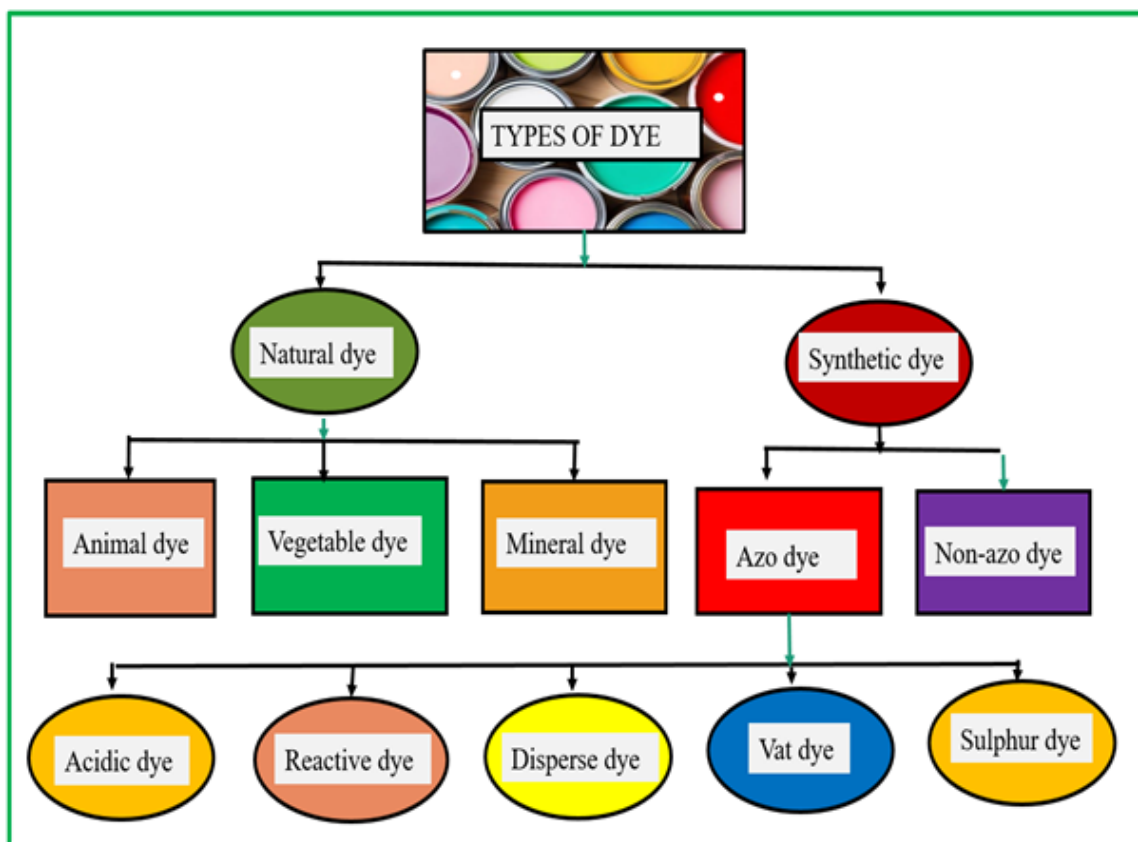 TYPES OF DYE
Natural dye
Synthetic dye
Animal dye
Vegetable dye
Mineral dye
Azo dye
Non-azo dye
Acidic dye
Reactive dye
Disperse dye
Vat dye
Sulphur dye